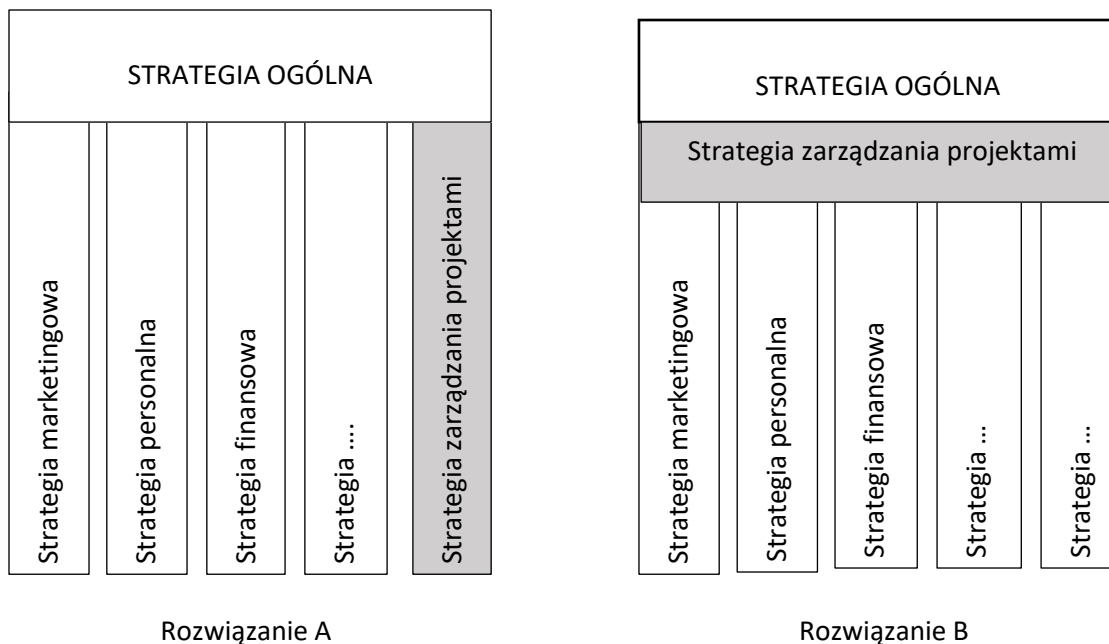 STRATEGIA OGÓLNA
Strategia marketingowa
Strategia personalna
Strategia finansowa
Strategia ....
Strategia zarządzania projektami
Rozwiązanie A
STRATEGIA OGÓLNA
Strategia zarządzania projektami
Strategia marketingowa
Strategia personalna
Strategia finansowa
Strategia ...
Strategia ...
Rozwiązanie B